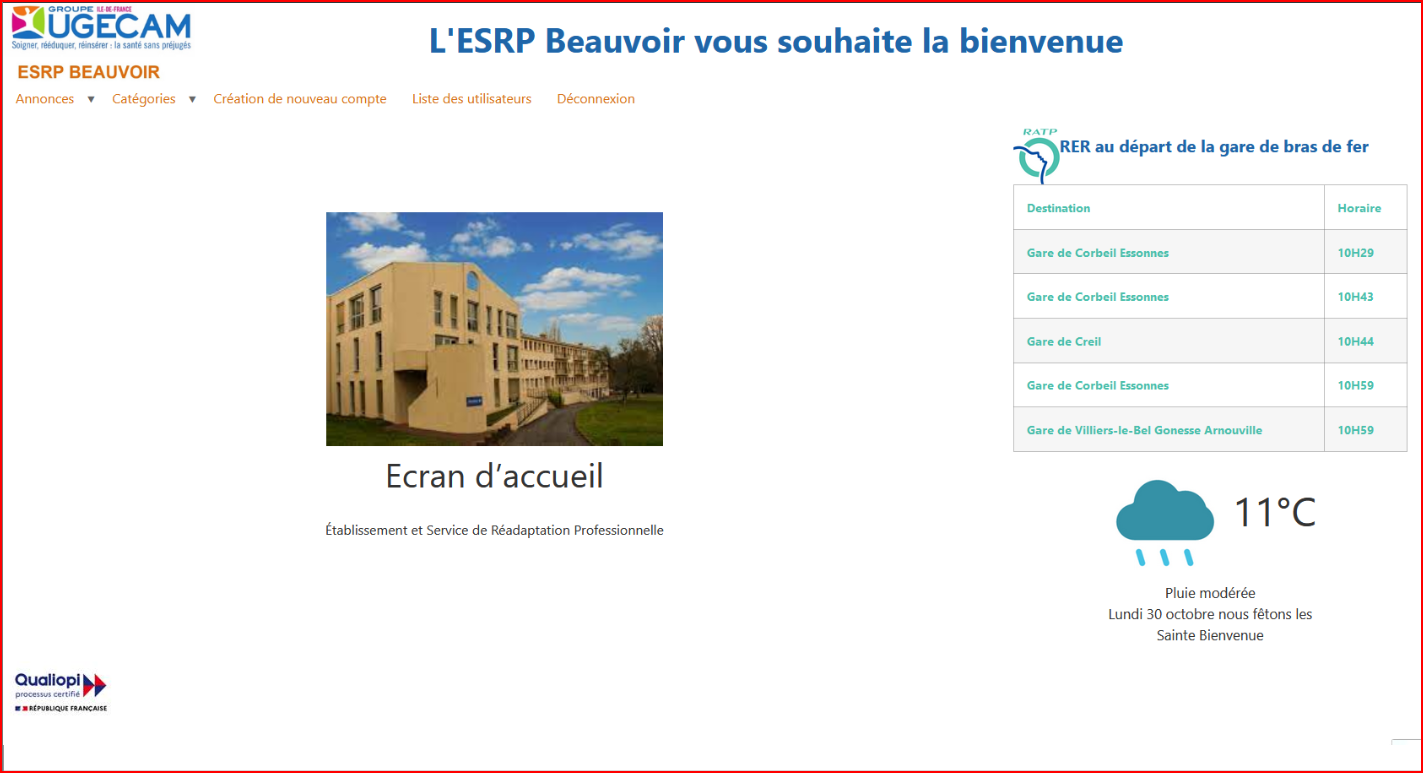 GROUPE ILE-DE-FRANCE
UGECAM
Soigner, rééduquer, réinsérer : la santé sans préjugés
ESRP BEAUVOIR
L'ESRP Beauvoir vous souhaite la bienvenue
Annonces ▼ Catégories ▼ Création de nouveau compte Liste des utilisateurs Déconnexion
RATP
RER au départ de la gare de bras de fer
Destination Horaire
Gare de Corbeil Essonnes 10H29
Gare de Corbeil Essonnes 10H43
Gare de Creil 10H44
Gare de Corbeil Essonnes 10H59
Gare de Villiers-le-Bel Gonesse Arnouville 10H59
Ecran d’accueil
Établissement et Service de Réadaptation Professionnelle
11°C
Pluie modérée
Lundi 30 octobre nous fêtons les
Sainte Bienvenue
Qualiopi
processus certifié
RÉPUBLIQUE FRANÇAISE